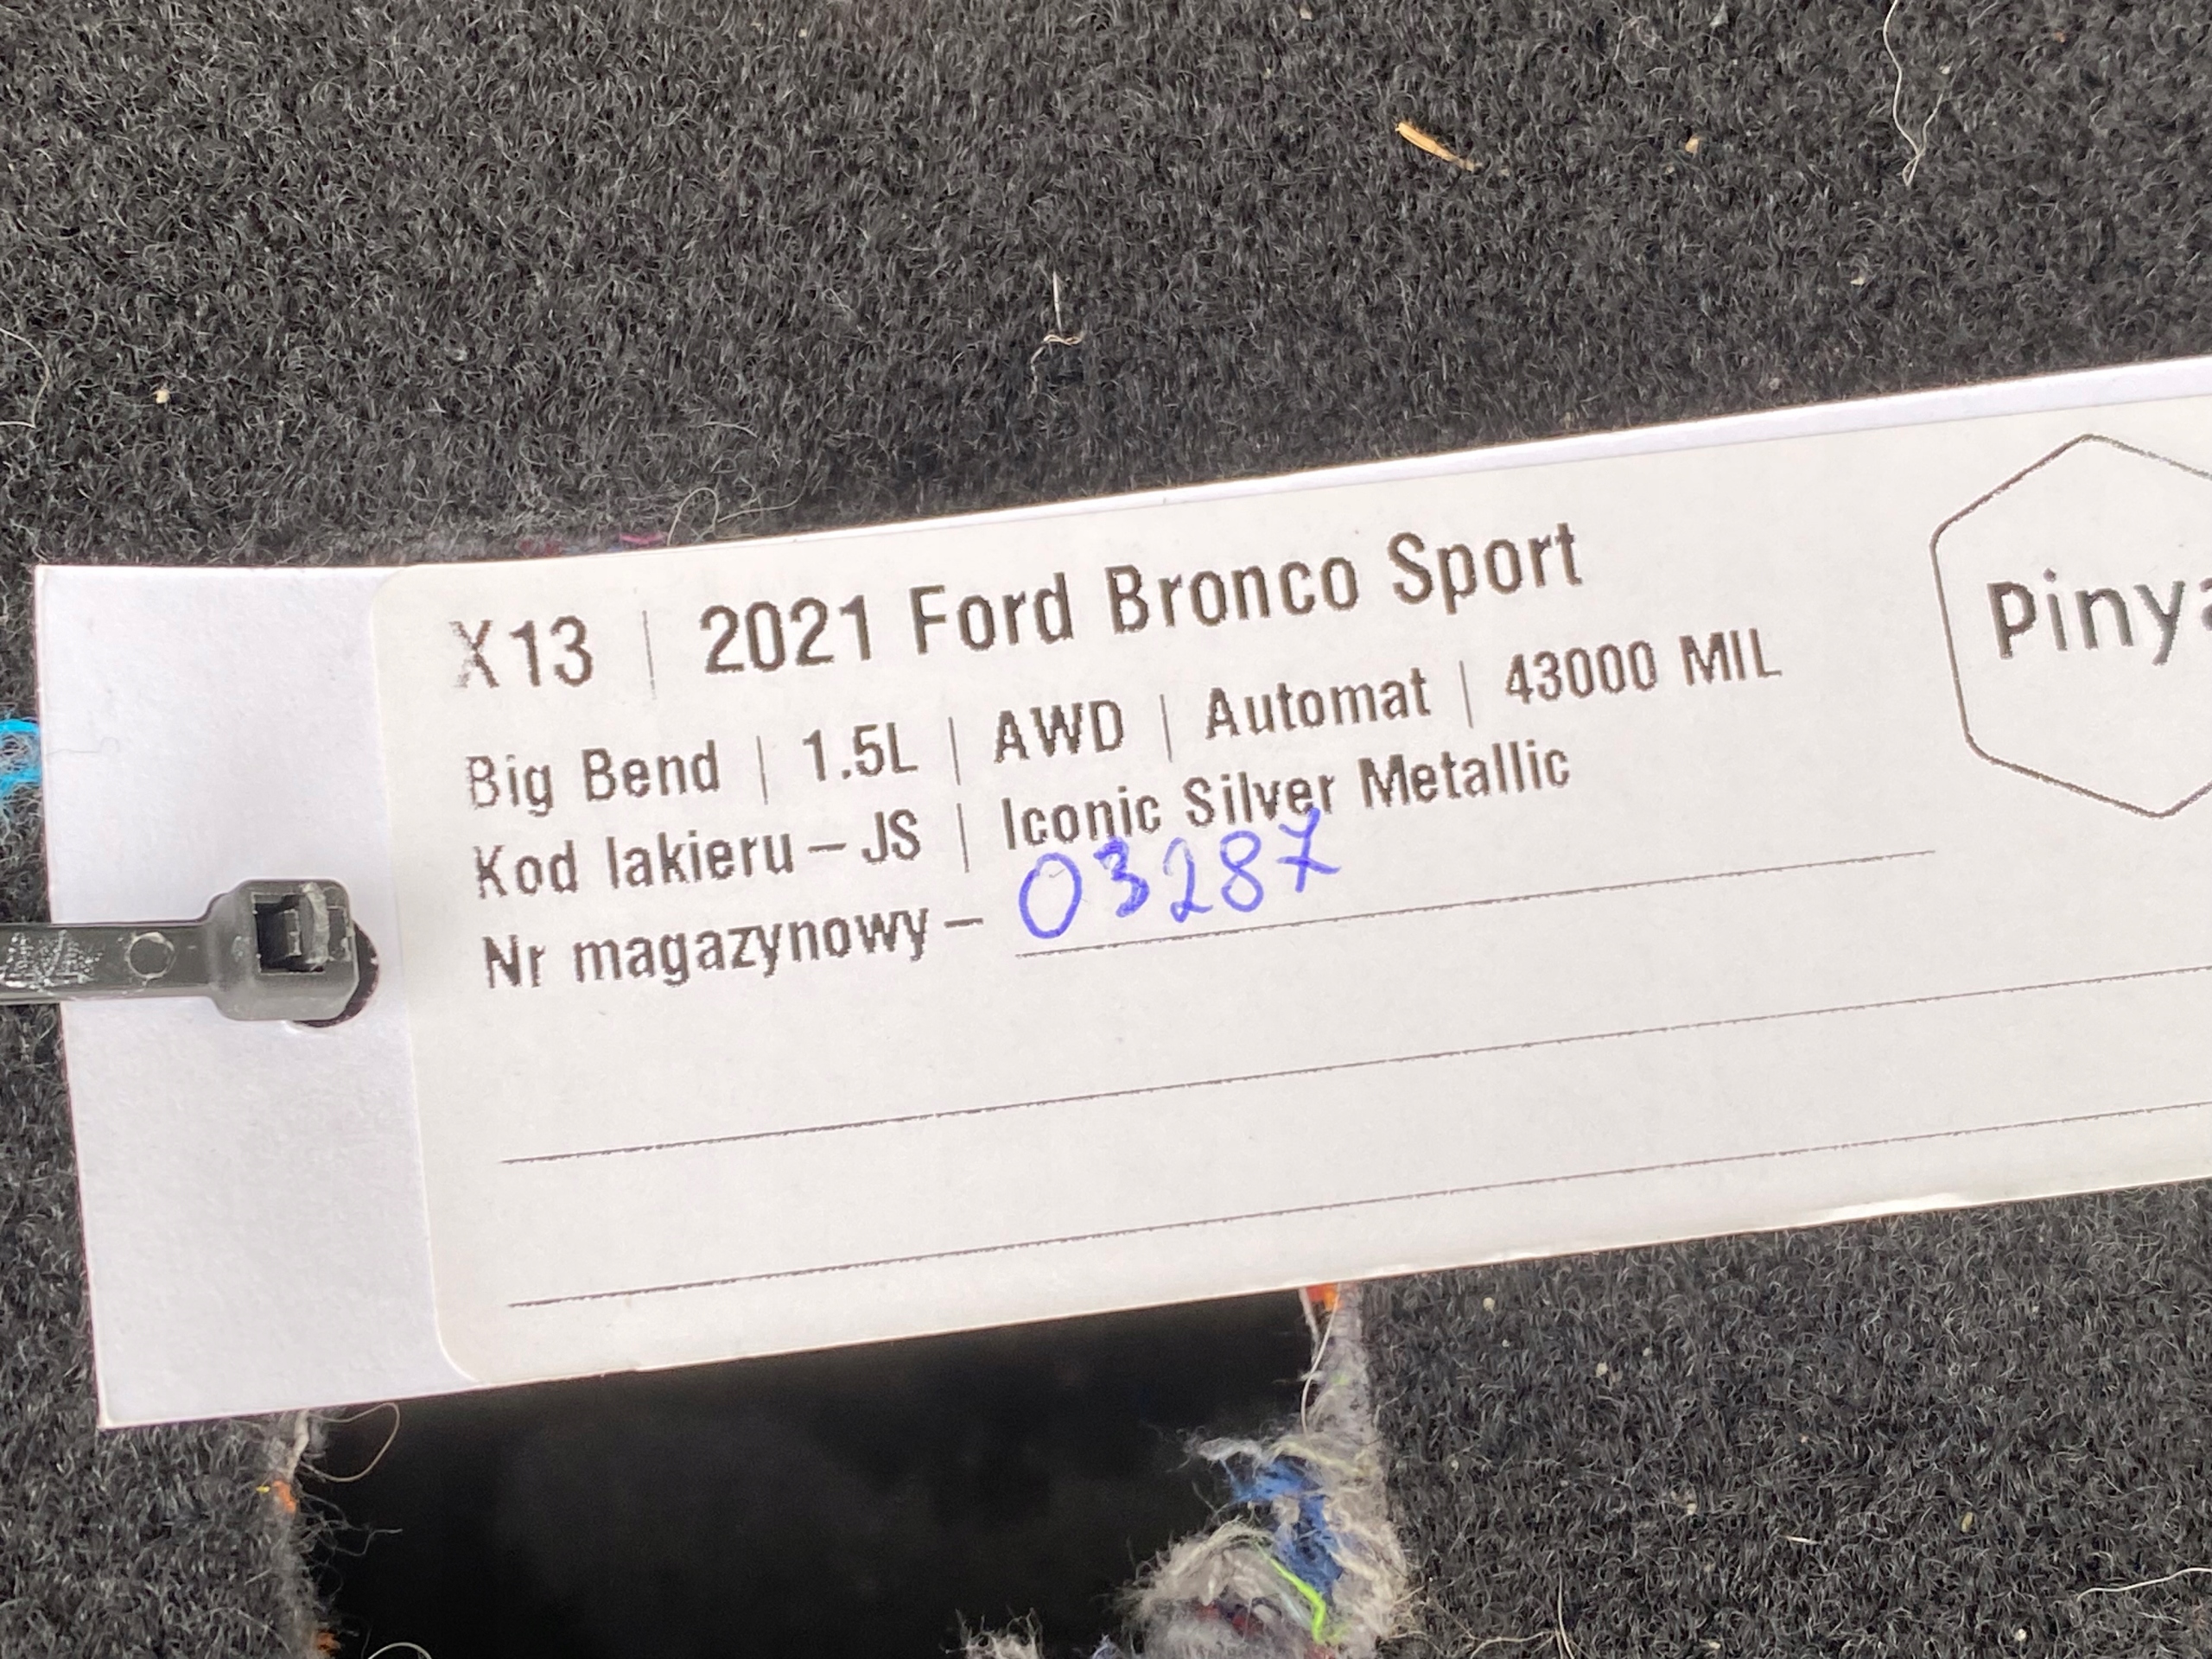 X13 | 2021 Ford Bronco Sport
Big Bend | 1.5L | AWD | Automat | 43000 MIL
Kod lakieru – JS | Iconic Silver Metallic
Nr magazynowy – 03287